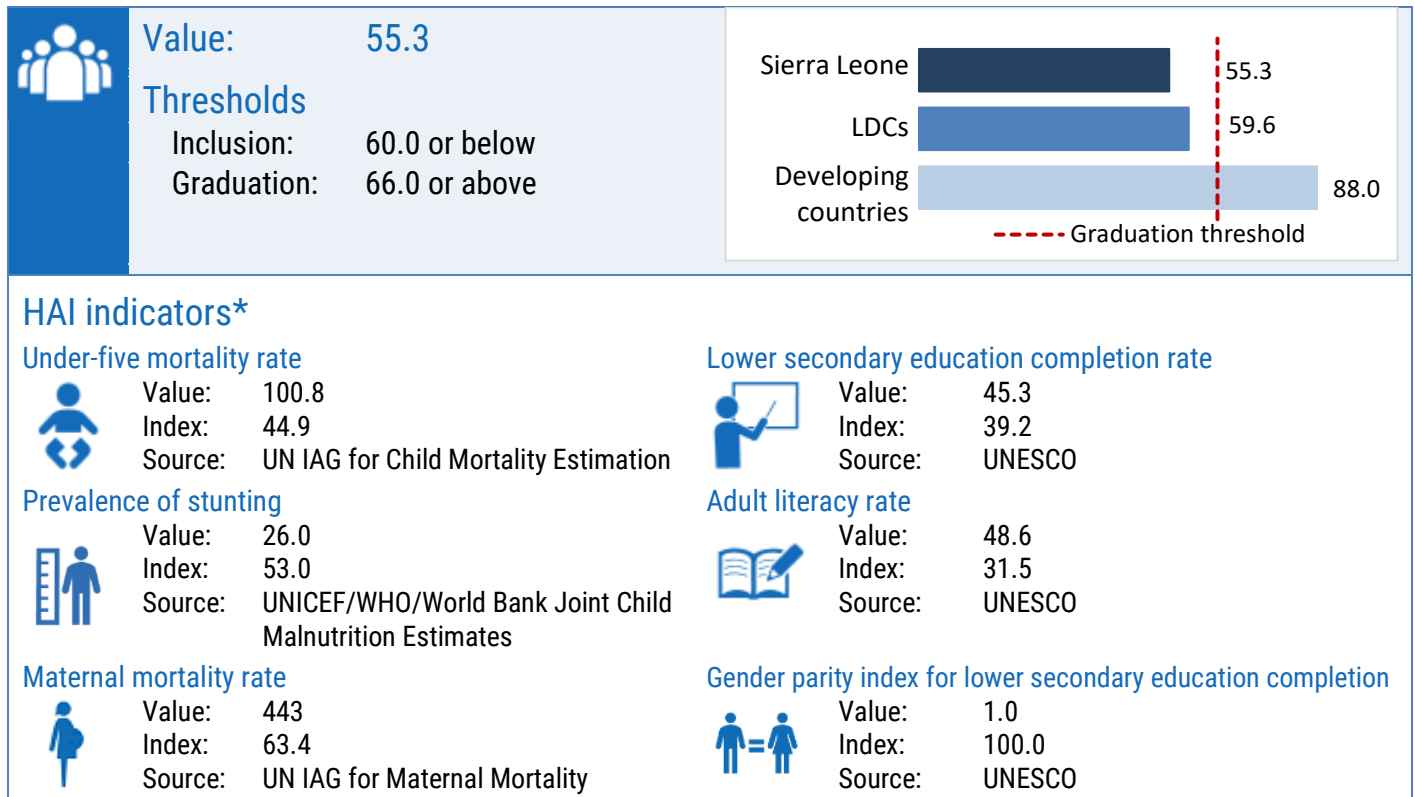 Value: 55.3
Thresholds
Inclusion: 60.0 or below
Graduation: 66.0 or above
Sierra Leone 55.3
LDCs 59.6
Developing
countries 88.0
Graduation threshold
HAI indicators*
Under-five mortality rate
Value: 100.8
Index: 44.9
Source: UN IAG for Child Mortality Estimation
Prevalence of stunting
Value: 26.0
Index: 53.0
Source: UNICEF/WHO/World Bank Joint Child
Malnutrition Estimates
Maternal mortality rate
Value: 443
Index: 63.4
Source: UN IAG for Maternal Mortality
Lower secondary education completion rate
Value: 45.3
Index: 39.2
Source: UNESCO
Adult literacy rate
Value: 48.6
Index: 31.5
Source: UNESCO
Gender parity index for lower secondary education completion
Value: 1.0
Index: 100.0
Source: UNESCO